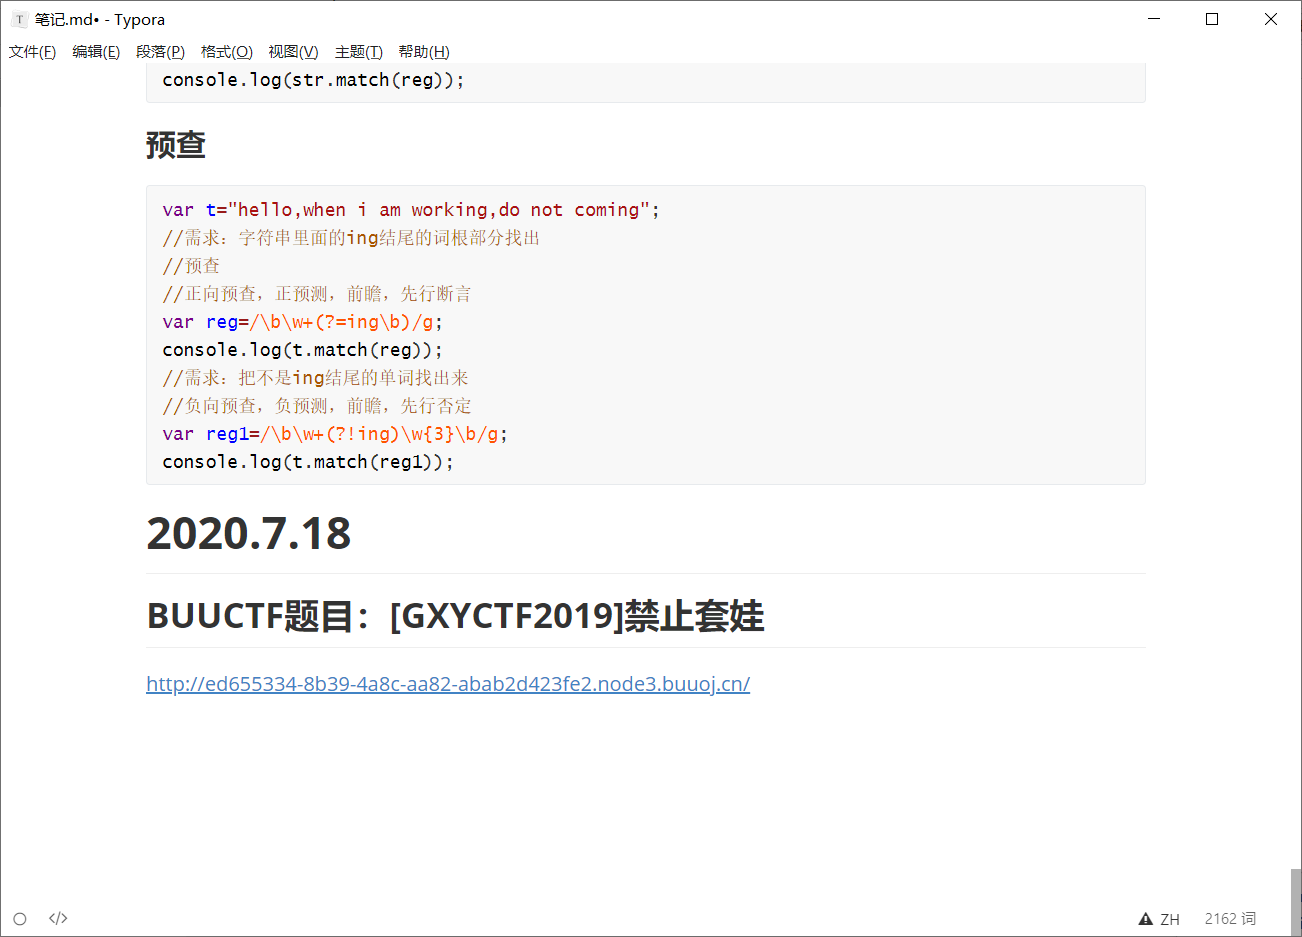 笔记.md• - Typora
文件(F) 编辑(E) 段落(P) 格式(O) 视图(V) 主题(T) 帮助(H)
console.log(str.match(reg));
预查
var t="hello,when i am working,do not coming";
//需求：字符串里面的ing结尾的词根部分找出
//预查
//正向预查，正预测，前瞻，先行断言
var reg=/\b\w+(?=ing\b)/g;
console.log(t.match(reg));
//需求：把不是ing结尾的单词找出来
//负向预查，负预测，前瞻，先行否定
var reg1=/\b\w+(?!ing)\w{3}\b/g;
console.log(t.match(reg1));
2020.7.18
BUUCTF题目：[GXYCTF2019]禁止套娃
http://ed655334-8b39-4a8c-aa82-abab2d423fe2.node3.buuoj.cn/
</> ZH 2162 词